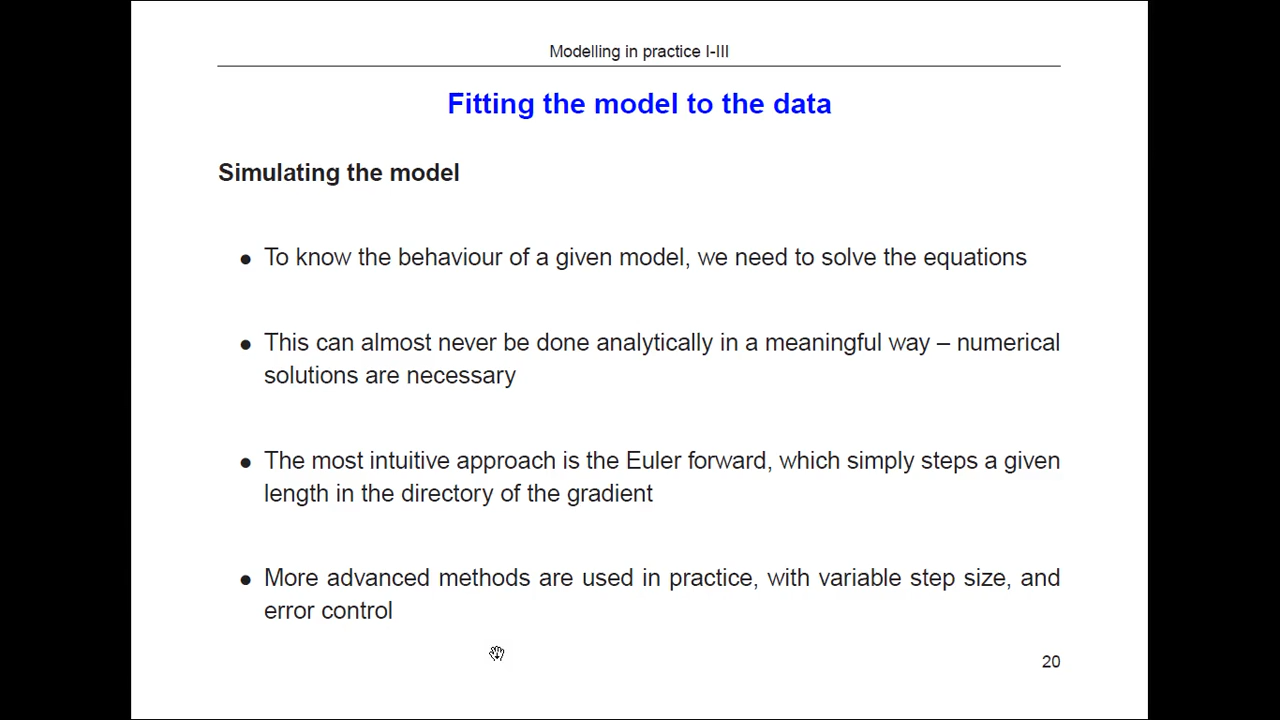 Modelling in practice I-III
Fitting the model to the data
Simulating the model
● To know the behaviour of a given model, we need to solve the equations
● This can almost never be done analytically in a meaningful way – numerical
solutions are necessary
● The most intuitive approach is the Euler forward, which simply steps a given
length in the directory of the gradient
● More advanced methods are used in practice, with variable step size, and
error control
20